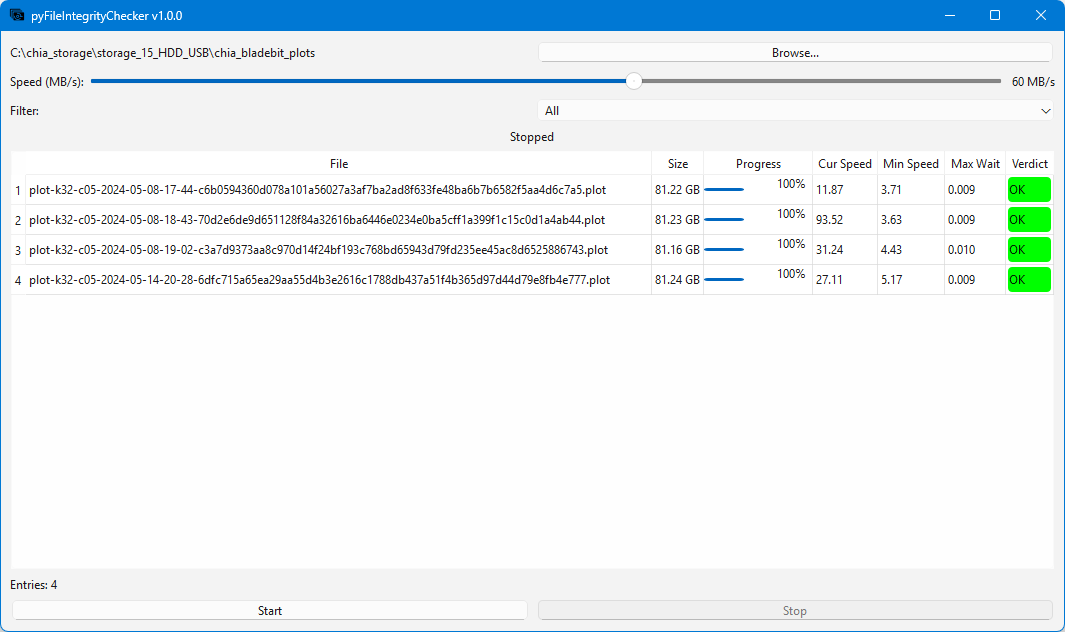 pyFileIntegrityChecker v1.0.0
C:\chia_storage\storage_15_HDD_USB\chia_bladebit_plots Browse...
Speed (MB/s): 60 MB/s
Filter: All
Stopped
File Size Progress Cur Speed Min Speed Max Wait Verdict
1 plot-k32-c05-2024-05-08-17-44-c6b0594360d078a101a56027a3af7ba2ad8f633fe48ba6b7b6582f5aa4d6c7a5.plot 81.22 GB 100% 11.87 3.71 0.009 OK
2 plot-k32-c05-2024-05-08-18-43-70d2e6de9d651128f84a32616ba6446e0234e0ba5cff1a399f1c15c0d1a4ab44.plot 81.23 GB 100% 93.52 3.63 0.009 OK
3 plot-k32-c05-2024-05-08-19-02-c3a7d9373aa8c970d14f24bf193c768bd65943d79fd235ee45ac8d6525886743.plot 81.16 GB 100% 31.24 4.43 0.010 OK
4 plot-k32-c05-2024-05-14-20-28-6dfc715a65ea29aa55d4b3e2616c1788db437a51f4b365d97d44d79e8fb4e777.plot 81.24 GB 100% 27.11 5.17 0.009 OK
Entries: 4
Start Stop